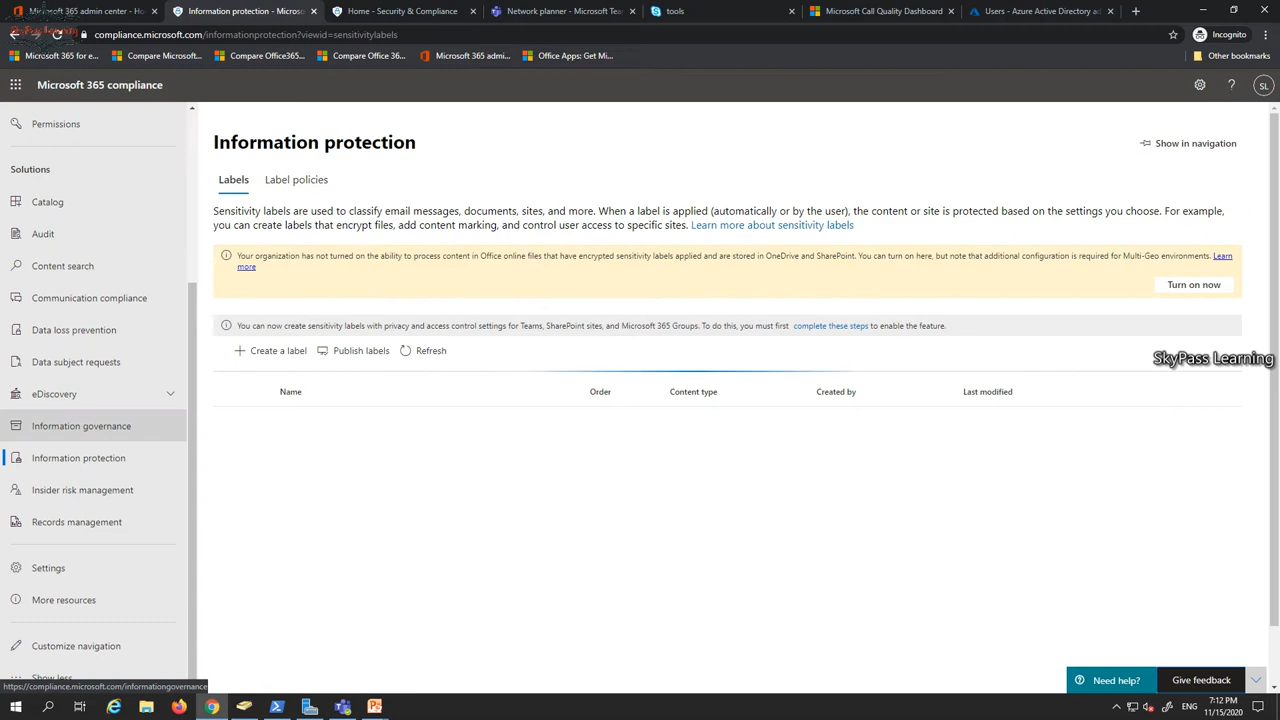 Microsoft 365 admin center - Ho
Information protection - Micros
Home - Security & Compliance
Network planner - Microsoft Team
tools
Microsoft Call Quality Dashboard
Users - Azure Active Directory ad
SkyPass Learning
compliance.microsoft.com/informationprotection?viewid=sensitivitylabels
Incognito
Microsoft 365 for e...
Compare Microsoft...
Compare Office365...
Compare Office 36...
Microsoft 365 admi...
Office Apps: Get Mi...
Other bookmarks
Microsoft 365 compliance
SL
Permissions
Solutions
Catalog
Audit
Content search
Communication compliance
Data loss prevention
Data subject requests
eDiscovery
Information governance
Information protection
Insider risk management
Records management
Settings
More resources
Customize navigation
Show less
https://compliance.microsoft.com/informationgovernance
Information protection
Show in navigation
Labels
Label policies
Sensitivity labels are used to classify email messages, documents, sites, and more. When a label is applied (automatically or by the user), the content or site is protected based on the settings you choose. For example,
you can create labels that encrypt files, add content marking, and control user access to specific sites. Learn more about sensitivity labels
Your organization has not turned on the ability to process content in Office online files that have encrypted sensitivity labels applied and are stored in OneDrive and SharePoint. You can turn on here, but note that additional configuration is required for Multi-Geo environments. Learn
more
Turn on now
You can now create sensitivity labels with privacy and access control settings for Teams, SharePoint sites, and Microsoft 365 Groups. To do this, you must first complete these steps to enable the feature.
Create a label
Publish labels
Refresh
SkyPass Learning
Name
Order
Content type
Created by
Last modified
Need help?
Give feedback
ENG
7:12 PM
11/15/2020